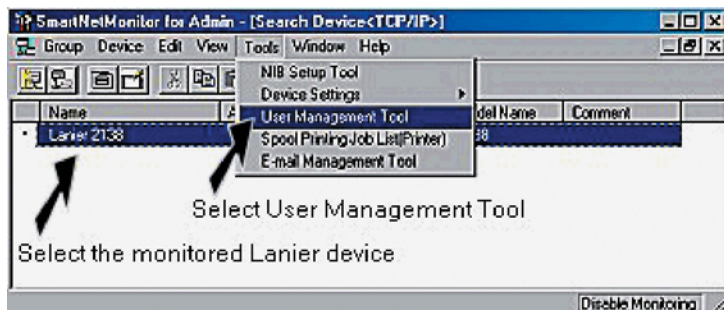 SmartNetMonitor for Admin - [Search Device<TCP/IP>]
Group Device Edit View Tools Window Help
NIB Setup Tool
Device Settings
User Management Tool
Spool Printing Job List(Printer)
E-mail Management Tool
Name Comment
Lanier 2138
Select User Management Tool
Select the monitored Lanier device
Disable Monitoring